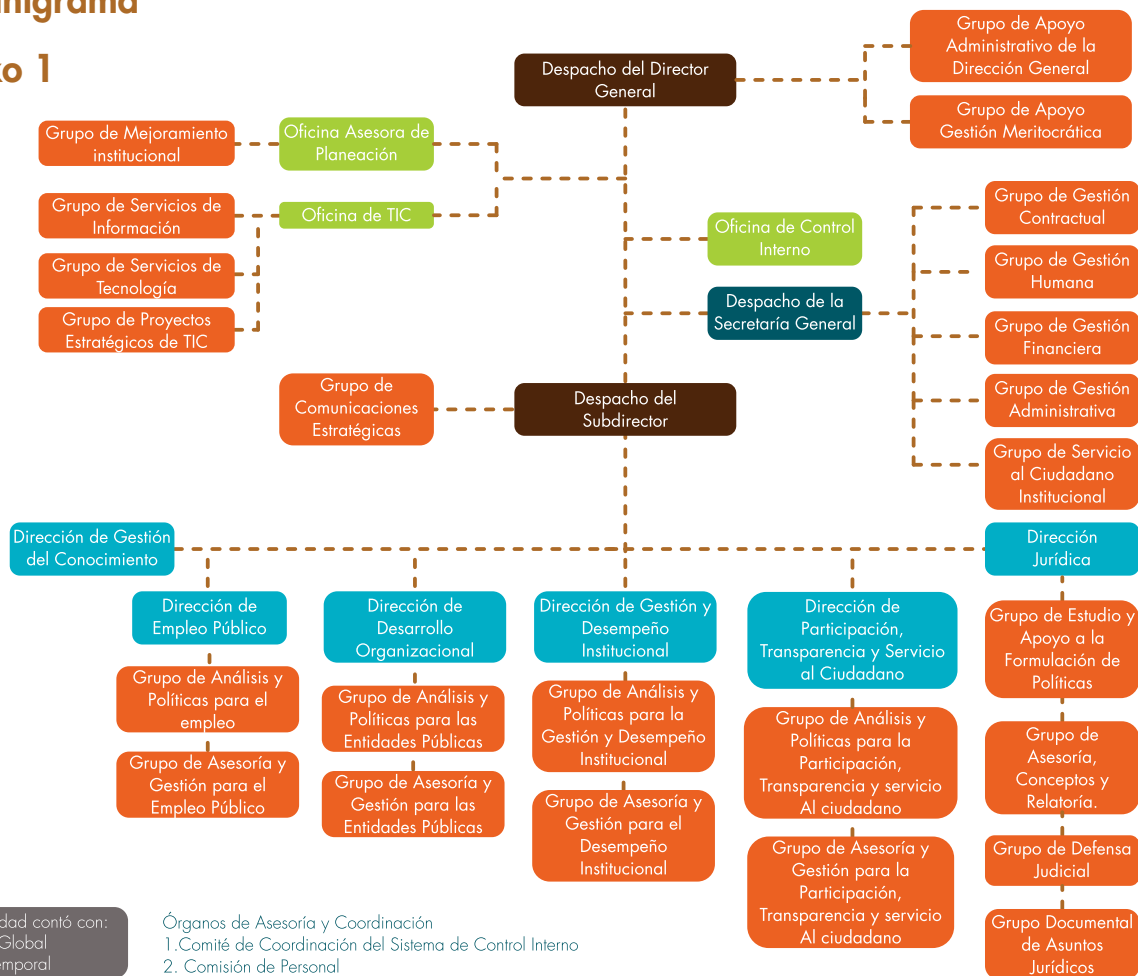 Anexo 1
Despacho del Director
General
Grupo de Apoyo
Administrativo de la
Dirección General
Grupo de Apoyo
Gestión Meritocrática
Grupo de Mejoramiento
institucional
Oficina Asesora de
Planeación
Grupo de Servicios de
Información
Oficina de TIC
Grupo de Servicios de
Tecnología
Grupo de Proyectos
Estratégicos de TIC
Oficina de Control
Interno
Despacho de la
Secretaría General
Grupo de Gestión
Contractual
Grupo de Gestión
Humana
Grupo de Gestión
Financiera
Grupo de Gestión
Administrativa
Grupo de Servicio
al Ciudadano
Institucional
Grupo de
Comunicaciones
Estratégicas
Despacho del
Subdirector
Dirección de Gestión
del Conocimiento
Dirección de
Empleo Público
Grupo de Análisis y
Políticas para el
empleo
Grupo de Asesoría y
Gestión para el
Empleo Público
Dirección de
Desarrollo
Organizacional
Grupo de Análisis y
Políticas para las
Entidades Públicas
Grupo de Asesoría y
Gestión para las
Entidades Públicas
Dirección de Gestión y
Desempeño
Institucional
Grupo de Análisis y
Políticas para la
Gestión y Desempeño
Institucional
Grupo de Asesoría y
Gestión para el
Desempeño
Institucional
Dirección de
Participación,
Transparencia y Servicio
al Ciudadano
Grupo de Análisis y
Políticas para la
Participación,
Transparencia y servicio
Al ciudadano
Grupo de Asesoría y
Gestión para la
Participación,
Transparencia y servicio
Al ciudadano
Dirección
Jurídica
Grupo de Estudio y
Apoyo a la
Formulación de
Políticas
Grupo de
Asesoría,
Conceptos y
Relatoría.
Grupo de Defensa
Judicial
Grupo Documental
de Asuntos
Jurídicos
contó con:
Global
Órganos de Asesoría y Coordinación
1.Comité de Coordinación del Sistema de Control Interno
2. Comisión de Personal